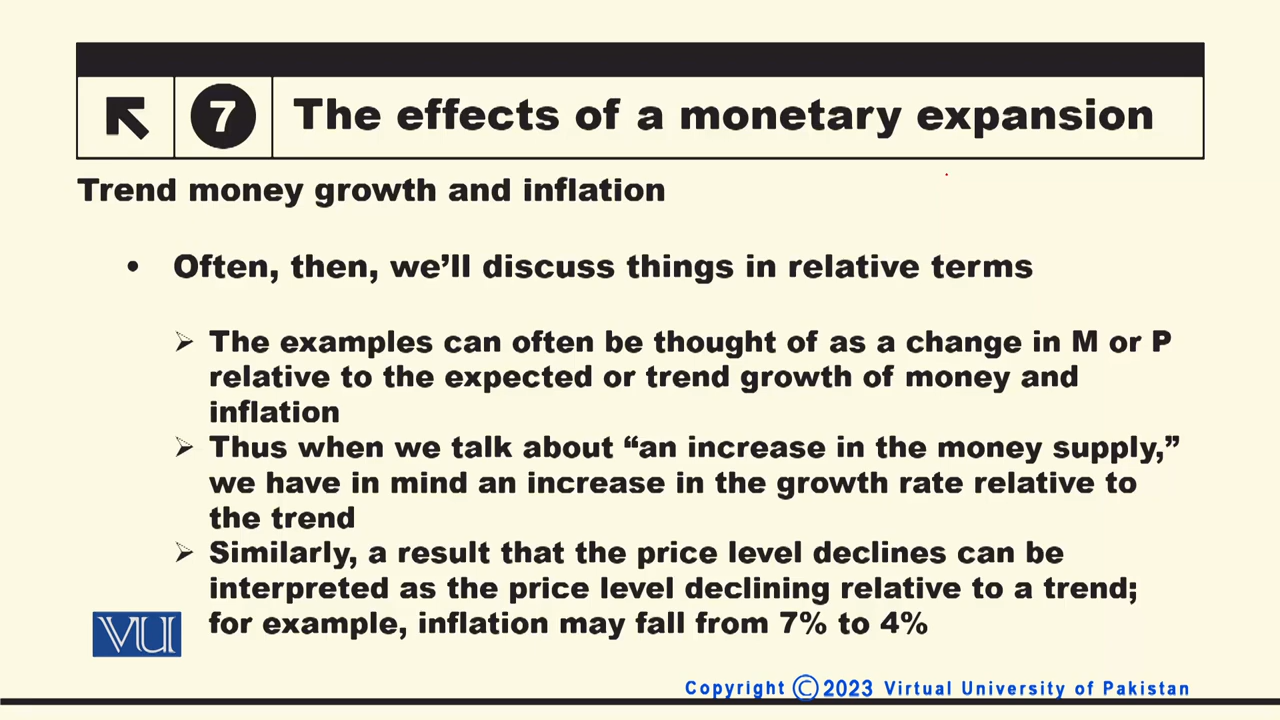 7 The effects of a monetary expansion
Trend money growth and inflation
• Often, then, we’ll discuss things in relative terms
➢ The examples can often be thought of as a change in M or P
relative to the expected or trend growth of money and
inflation
➢ Thus when we talk about “an increase in the money supply,”
we have in mind an increase in the growth rate relative to
the trend
➢ Similarly, a result that the price level declines can be
interpreted as the price level declining relative to a trend;
for example, inflation may fall from 7% to 4%
VU
Copyright © 2023 Virtual University of Pakistan